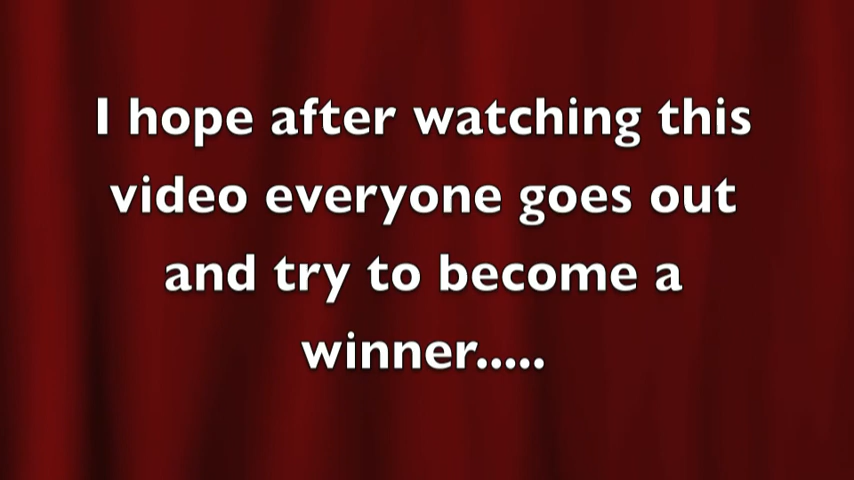 I hope after watching this
video everyone goes out
and try to become a
winner.....